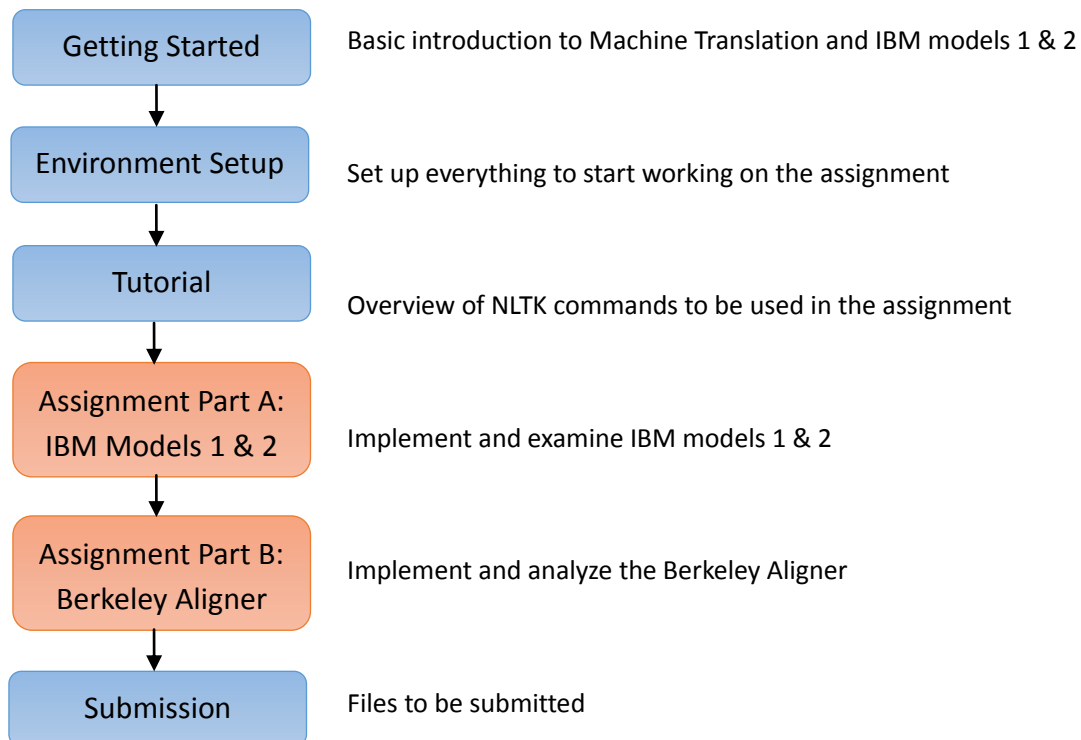 Getting Started
Basic introduction to Machine Translation and IBM models 1 & 2
Environment Setup
Set up everything to start working on the assignment
Tutorial
Overview of NLTK commands to be used in the assignment
Assignment Part A:
IBM Models 1 & 2
Implement and examine IBM models 1 & 2
Assignment Part B:
Berkeley Aligner
Implement and analyze the Berkeley Aligner
Submission
Files to be submitted